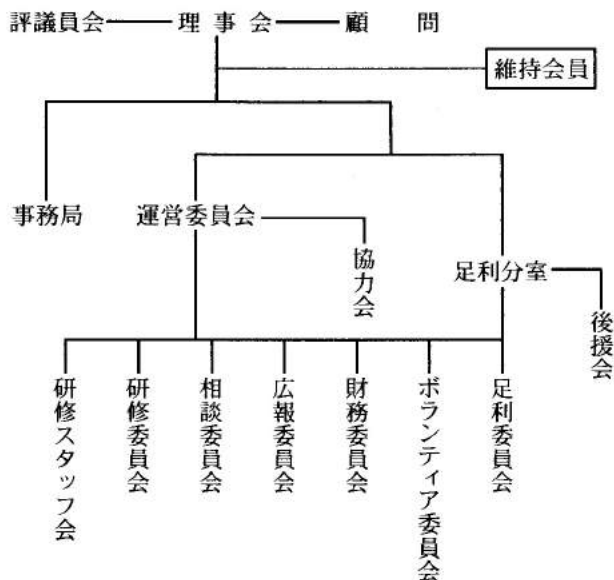 評議員会 理事会 顧問
維持会員
事務局
運営委員会
協力会
足利分室
後援会
研修スタッフ会
研修委員会
相談委員会
広報委員会
財務委員会
ボランティア委員会
足利委員会